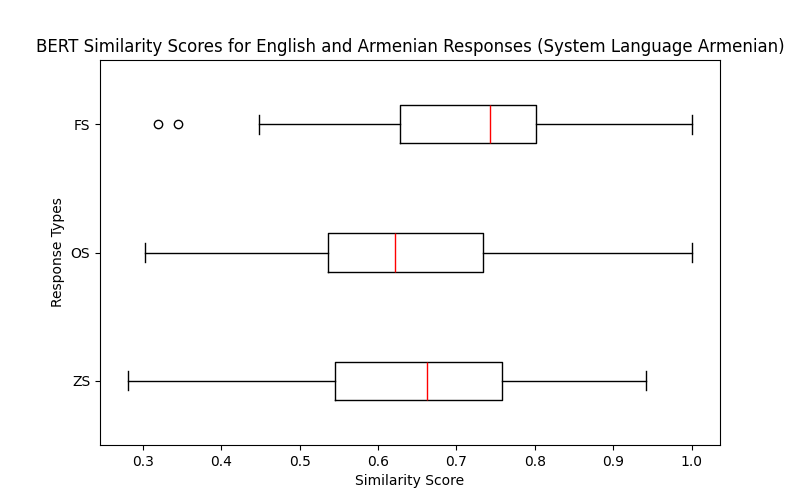 BERT Similarity Scores for English and Armenian Responses (System Language Armenian)
FS
OS
ZS
Response Types
0.3 0.4 0.5 0.6 0.7 0.8 0.9 1.0
Similarity Score